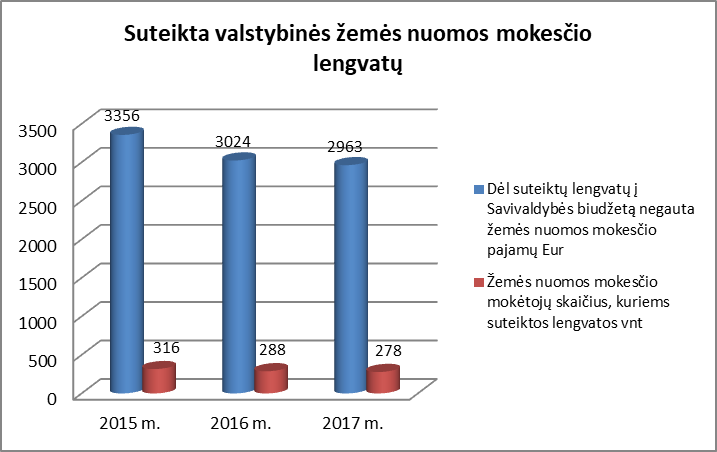 Suteikta valstybinės žemės nuomos mokesčio
lengvatų
3500
3000
2500
2000
1500
1000
500
0
3356
3024
2963
316
288
278
2015 m.
2016 m.
2017 m.
Dėl suteiktų lengvatų į
Savivaldybės biudžetą negauta
žemės nuomos mokesčio
pajamų Eur
Žemės nuomos mokesčio
mokėtojų skaičius, kuriems
suteiktos lengvatos vnt